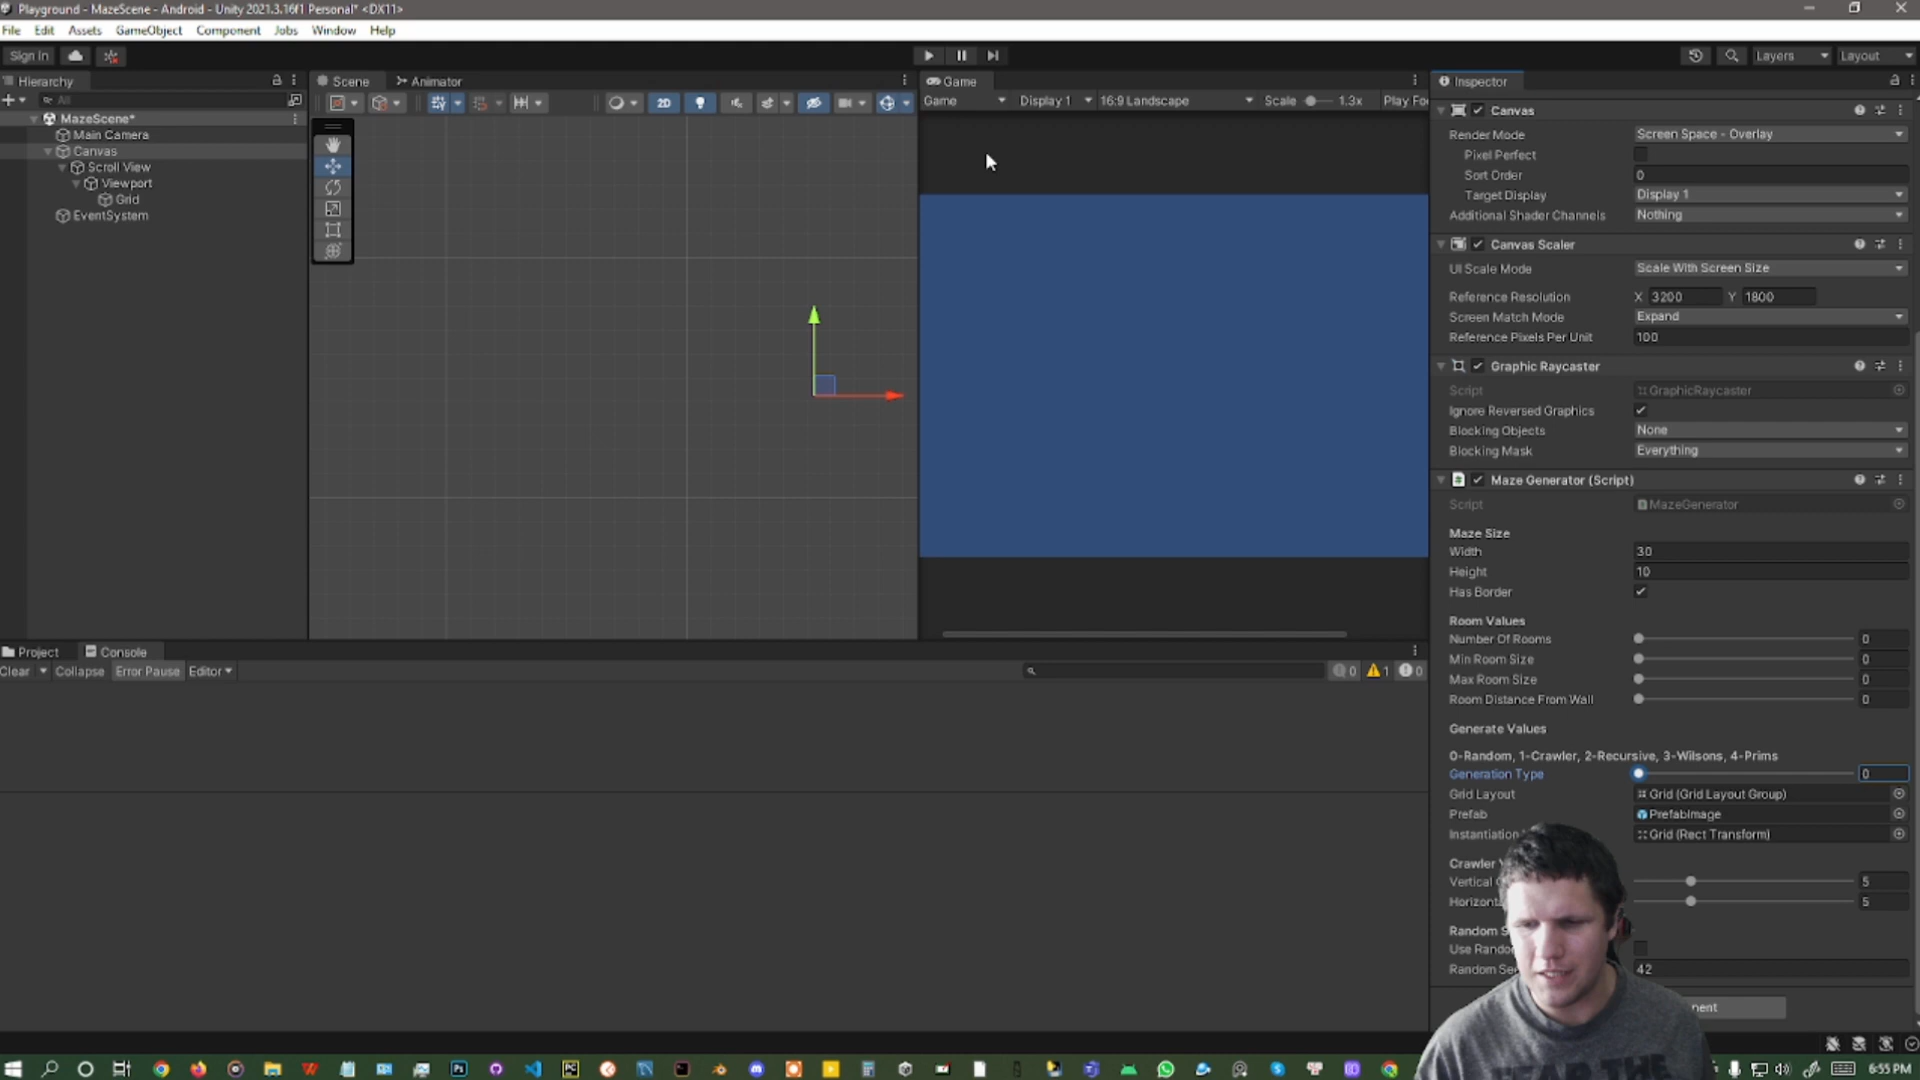 Playground - MazeScene - Android - Unity 2021.3.16f1 Personal* <DX11>
File Edit Assets GameObject Component Jobs Window Help
Sign in
Layers Layout
Hierarchy
All
MazeScene*
Main Camera
Canvas
Scroll View
Viewport
Grid
EventSystem
Scene Animator
2D
Game
Game Display 1 16:9 Landscape Scale 1.3x Play Foc
Inspector
Canvas
Render Mode Screen Space - Overlay
Pixel Perfect
Sort Order 0
Target Display Display 1
Additional Shader Channels Nothing
Canvas Scaler
UI Scale Mode Scale With Screen Size
Reference Resolution X 3200 Y 1800
Screen Match Mode Expand
Reference Pixels Per Unit 100
Graphic Raycaster
Script GraphicRaycaster
Ignore Reversed Graphics
Blocking Objects None
Blocking Mask Everything
Maze Generator (Script)
Script MazeGenerator
Maze Size
Width 30
Height 10
Has Border
Room Values
Number Of Rooms 0
Min Room Size 0
Max Room Size 0
Room Distance From Wall 0
Generate Values
0-Random, 1-Crawler, 2-Recursive, 3-Wilsons, 4-Prims
Generation Type 0
Grid Layout Grid (Grid Layout Group)
Prefab PrefabImage
Instantiation Grid (Rect Transform)
Crawler
Vertical 5
Horizont 5
Random S
Use Rando
Random Se 42
nent
Project Console
Clear Collapse Error Pause Editor
0 1 0
6:55 PM